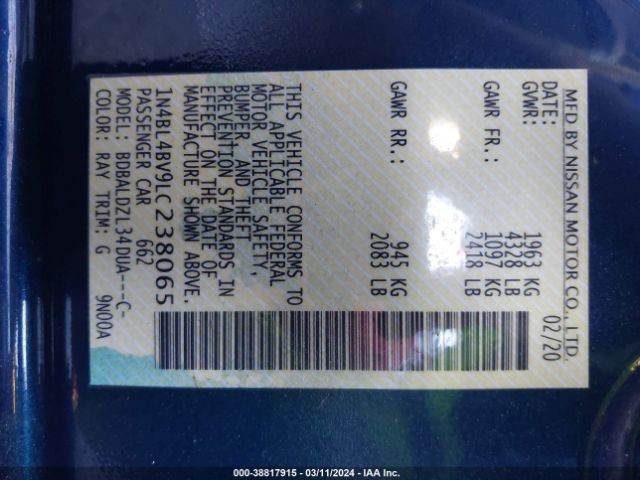 MFD BY NISSAN MOTOR CO., LTD.
DATE: 02/20
GVWR: 1963 KG
4328 LB
GAWR FR.: 1097 KG
2418 LB
GAWR RR.: 945 KG
2083 LB
THIS VEHICLE CONFORMS TO
ALL APPLICABLE FEDERAL
MOTOR VEHICLE SAFETY,
BUMPER AND THEFT
PREVENTION STANDARDS IN
EFFECT ON THE DATE OF
MANUFACTURE SHOWN ABOVE.
1N4BL4BV9LC238065
PASSENGER CAR 662
MODEL: BDBALDZL34DUA---C-
COLOR: RAY TRIM: G 9N00A
000-38817915 - 03/11/2024 - IAA Inc.